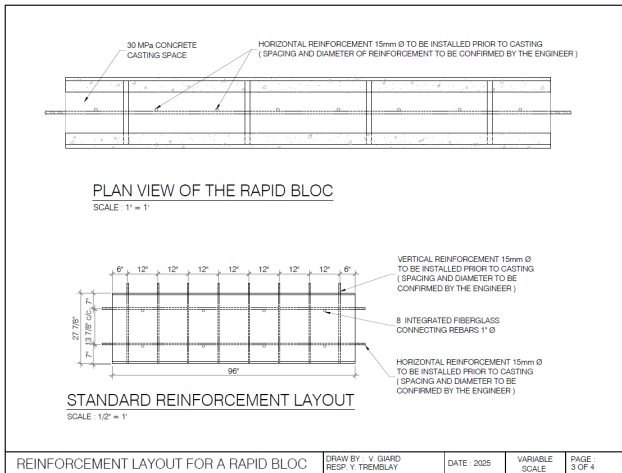 30 MPa CONCRETE
CASTING SPACE
HORIZONTAL REINFORCEMENT 15mm Ø TO BE INSTALLED PRIOR TO CASTING
( SPACING AND DIAMETER OF REINFORCEMENT TO BE CONFIRMED BY THE ENGINEER )
PLAN VIEW OF THE RAPID BLOC
SCALE : 1" = 1'
6" 12" 12" 12" 12" 12" 12" 12" 6"
27 7/8"
7"
13 7/8" c/c
7"
96"
VERTICAL REINFORCEMENT 15mm Ø
TO BE INSTALLED PRIOR TO CASTING
( SPACING AND DIAMETER TO BE
CONFIRMED BY THE ENGINEER )
8 INTEGRATED FIBERGLASS
CONNECTING REBARS 1" Ø
HORIZONTAL REINFORCEMENT 15mm Ø
TO BE INSTALLED PRIOR TO CASTING
( SPACING AND DIAMETER TO BE
CONFIRMED BY THE ENGINEER )
STANDARD REINFORCEMENT LAYOUT
SCALE : 1/2" = 1'
REINFORCEMENT LAYOUT FOR A RAPID BLOC
DRAW BY : V. GIARD
RESP. Y. TREMBLAY
DATE : 2025
VARIABLE
SCALE
PAGE :
3 OF 4